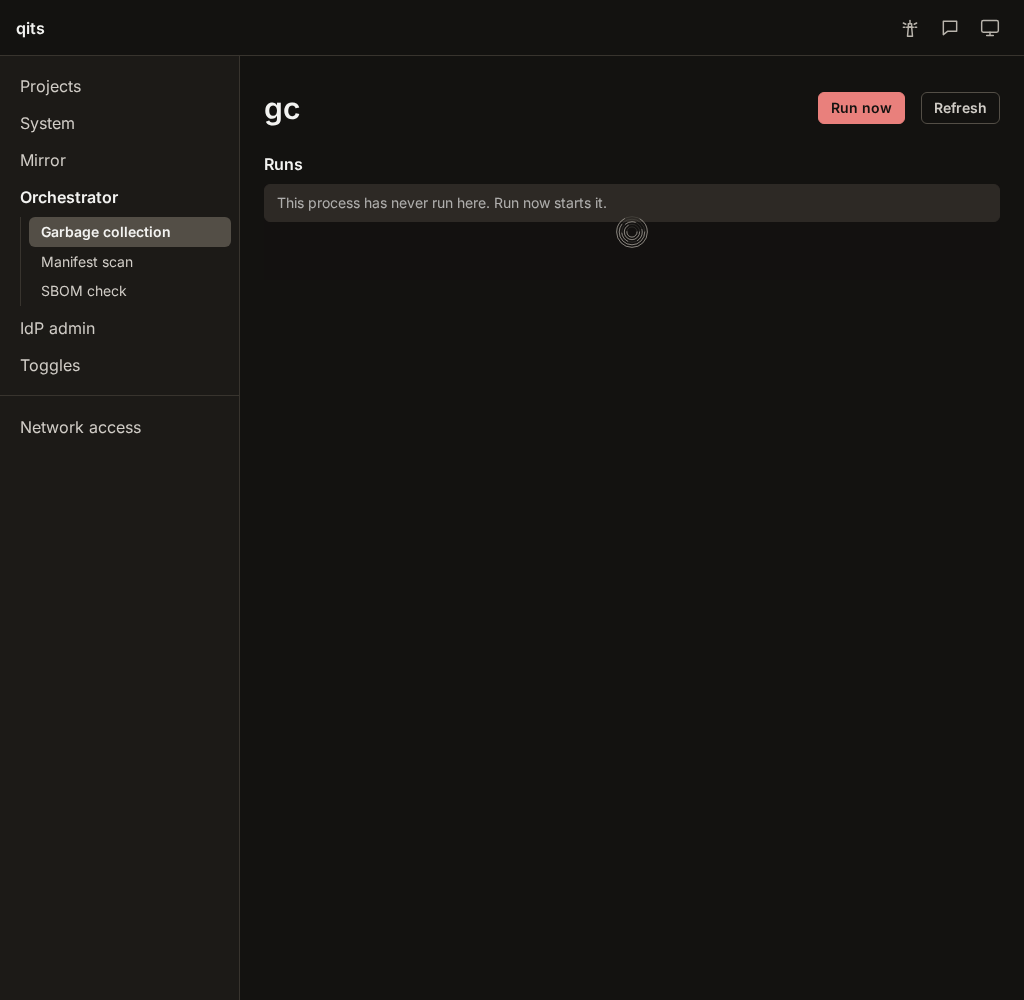 qits
Projects
System
Mirror
Orchestrator
Garbage collection
Manifest scan
SBOM check
IdP admin
Toggles
Network access
gc
Run now
Refresh
Runs
This process has never run here. Run now starts it.